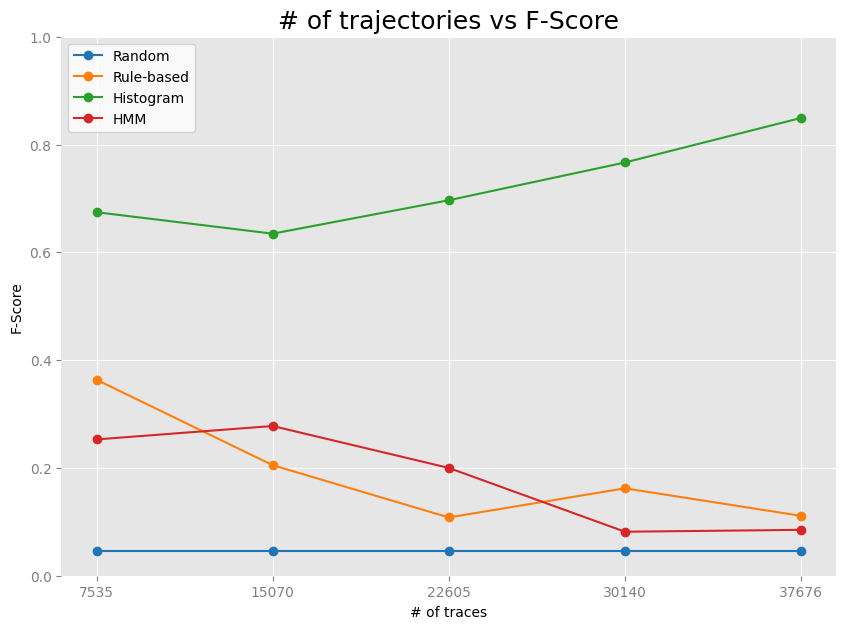 # of trajectories vs F-Score
1.0
Random
Rule-based
Histogram
HMM
0.8
0.6
F-Score
0.4
0.2
0.0
7535 15070 22605 30140 37676
# of traces